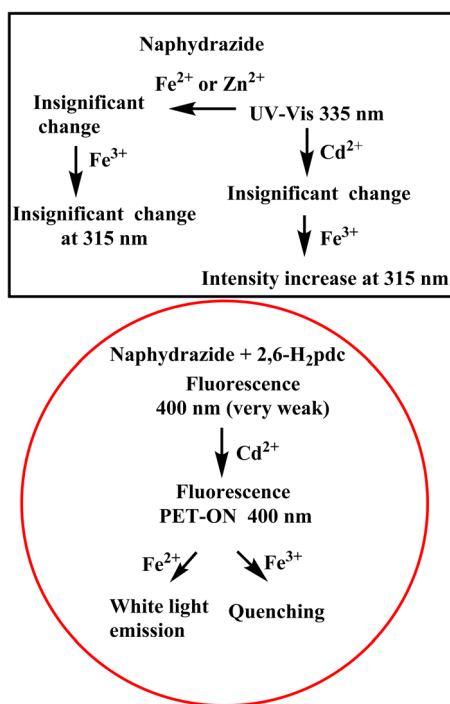 Naphydrazide
Fe²⁺ or Zn²⁺
Insignificant
change
UV-Vis 335 nm
Fe³⁺
Cd²⁺
Insignificant change
at 315 nm
Insignificant change
Fe³⁺
Intensity increase at 315 nm
Naphydrazide + 2,6-H₂pdc
Fluorescence
400 nm (very weak)
Cd²⁺
Fluorescence
PET-ON 400 nm
Fe²⁺
Fe³⁺
White light
emission
Quenching